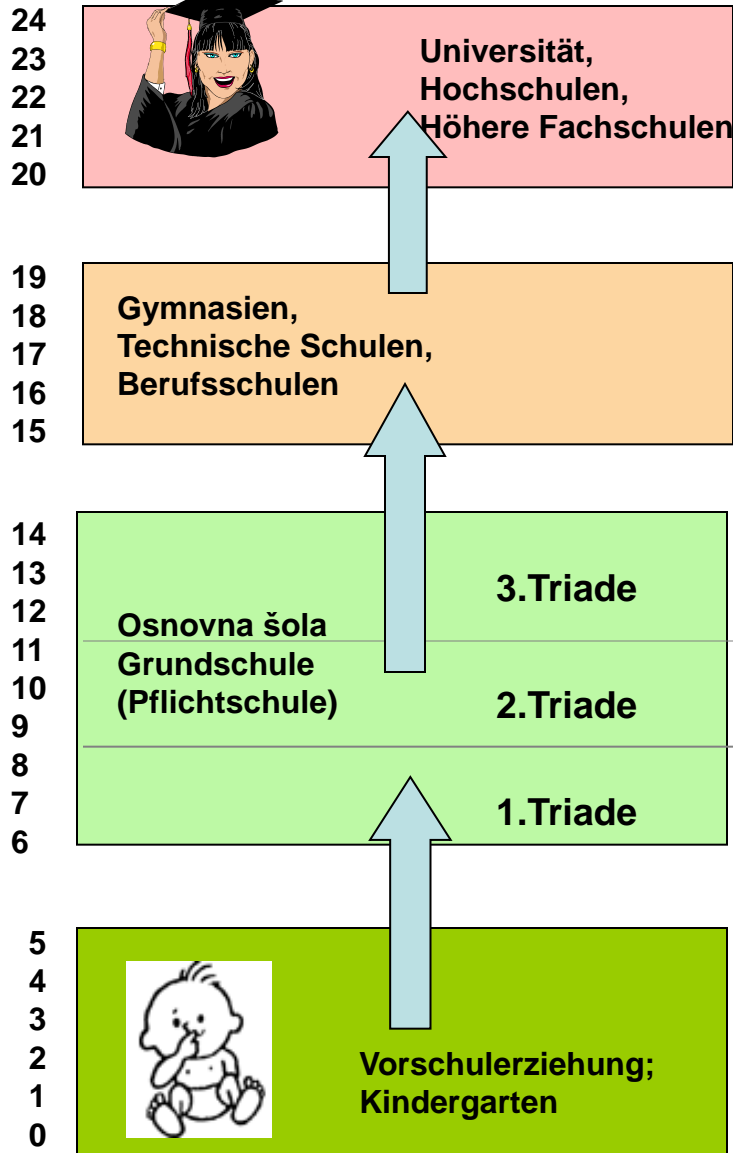 24
23
22
21
20
Universität,
Hochschulen,
Höhere Fachschulen
19
18
17
16
15
Gymnasien,
Technische Schulen,
Berufsschulen
14
13
12
11
10
9
8
7
6
Osnovna šola
Grundschule
(Pflichtschule)
3.Triade
2.Triade
1.Triade
5
4
3
2
1
0
Vorschulerziehung;
Kindergarten